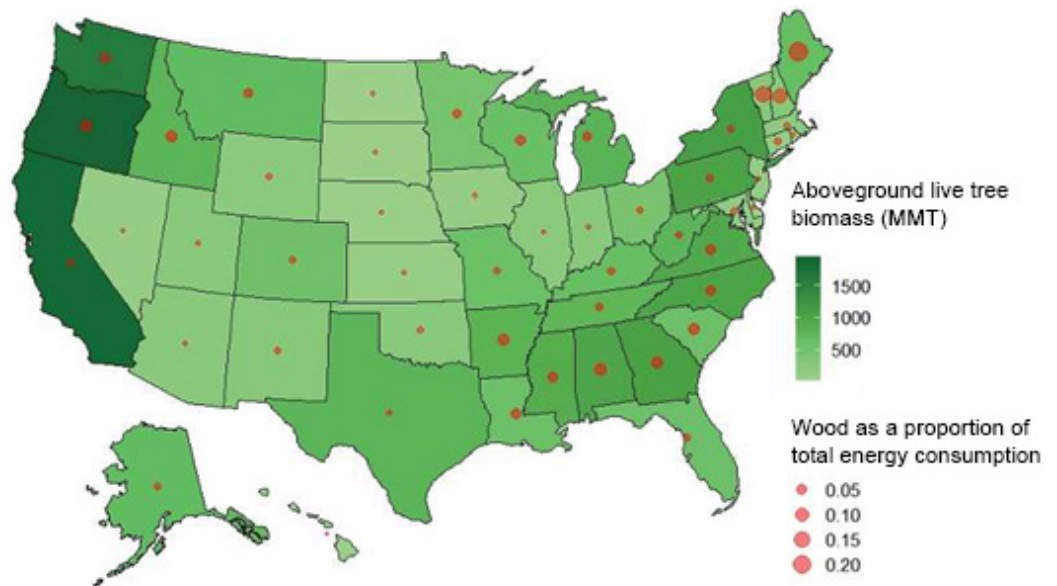 Aboveground live tree
biomass (MMT)
1500
1000
500
Wood as a proportion of
total energy consumption
0.05
0.10
0.15
0.20